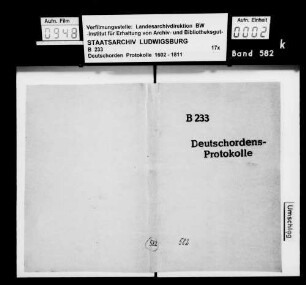 Aufn. Film
0948
Verfilmungsstelle: Landesarchivdirektion BW
-Institut für Erhaltung von Archiv- und Bibliotheksgut-
STAATSARCHIV LUDWIGSBURG
B 233 17x
Deutschorden Protokolle 1602 - 1811
Aufn. Einheit
0002 k
Band 582
B 233
Deutschordens-
Protokolle
582
582
Umschlag